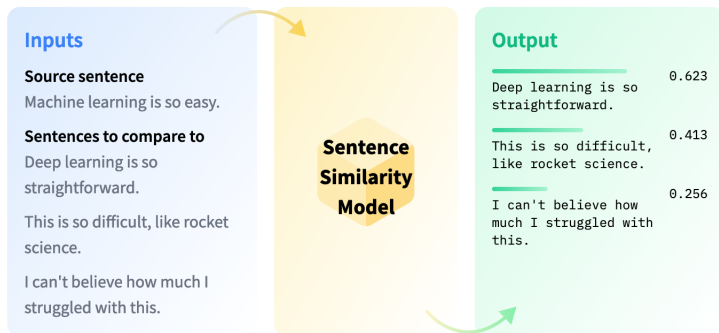 Inputs
Source sentence
Machine learning is so easy.
Sentences to compare to
Deep learning is so
straightforward.
This is so difficult, like rocket
science.
I can't believe how much I
struggled with this.
Sentence
Similarity
Model
Output
Deep learning is so
straightforward.
0.623
This is so difficult,
like rocket science.
0.413
I can't believe how
much I struggled with
this.
0.256